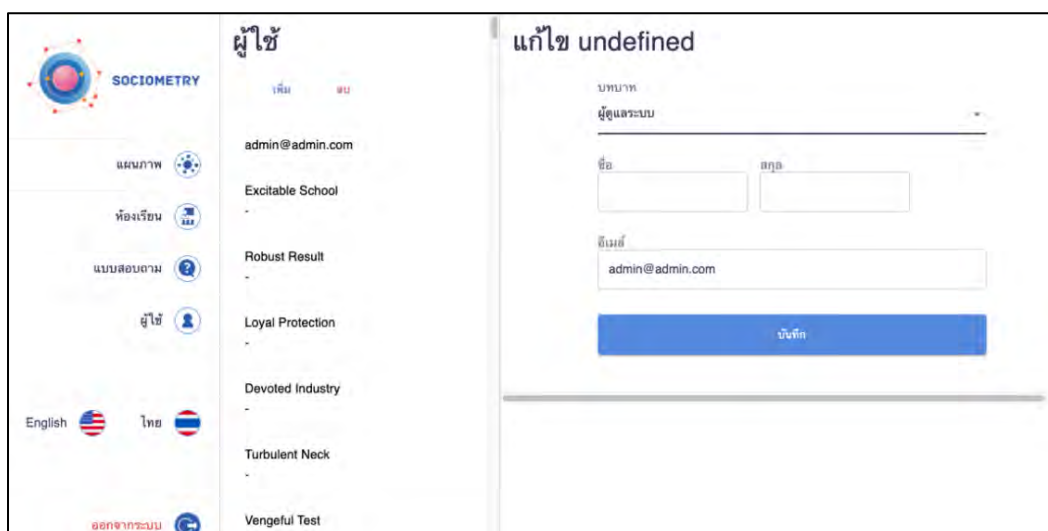 SOCIOMETRY
แผนภาพ
ห้องเรียน
แบบสอบถาม
ผู้ใช้
English
ไทย
ออกจากระบบ
ผู้ใช้
เพิ่ม ลบ
admin@admin.com
Excitable School
-
Robust Result
-
Loyal Protection
-
Devoted Industry
-
Turbulent Neck
-
Vengeful Test
แก้ไข undefined
บทบาท
ผู้ดูแลระบบ
ชื่อ สกุล
อีเมล์
admin@admin.com
บันทึก